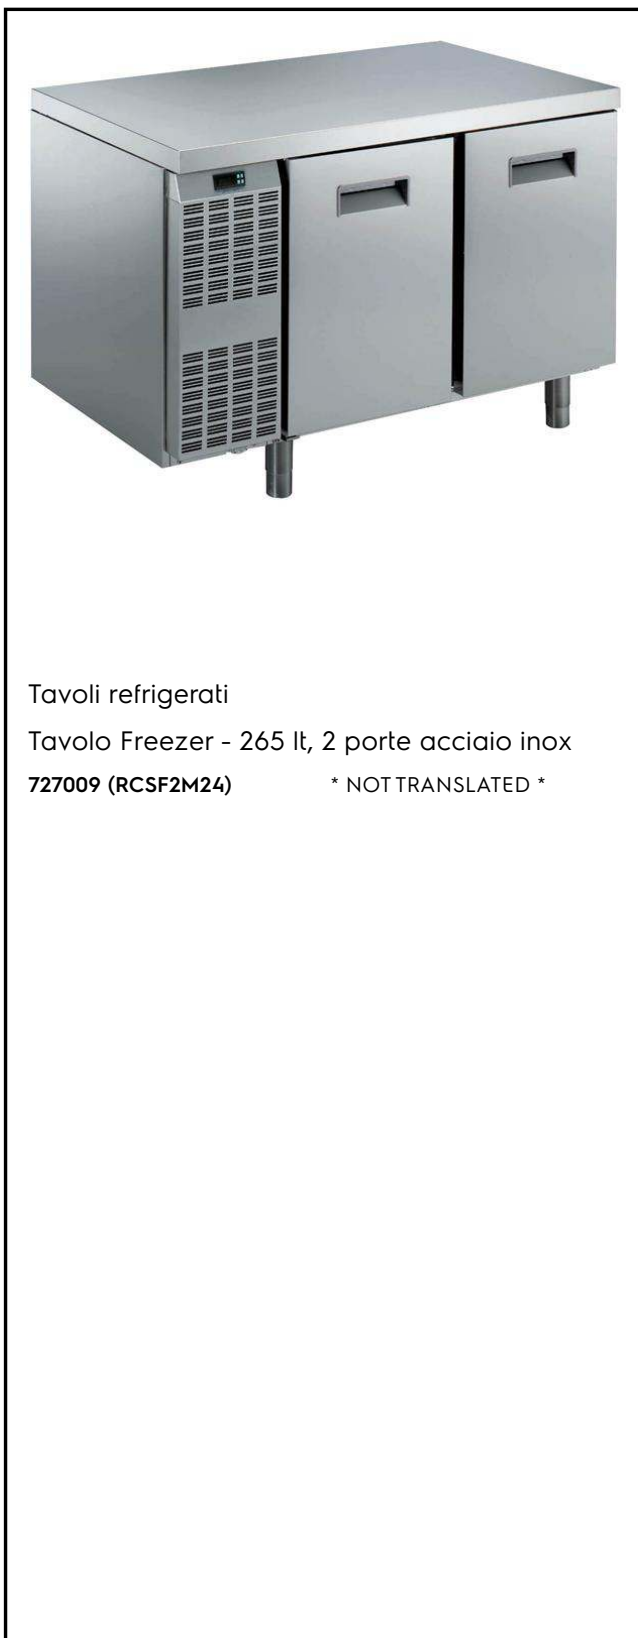 Tavoli refrigerati
Tavolo Freezer - 265 lt, 2 porte acciaio inox
727009 (RCSF2M24) * NOT TRANSLATED *